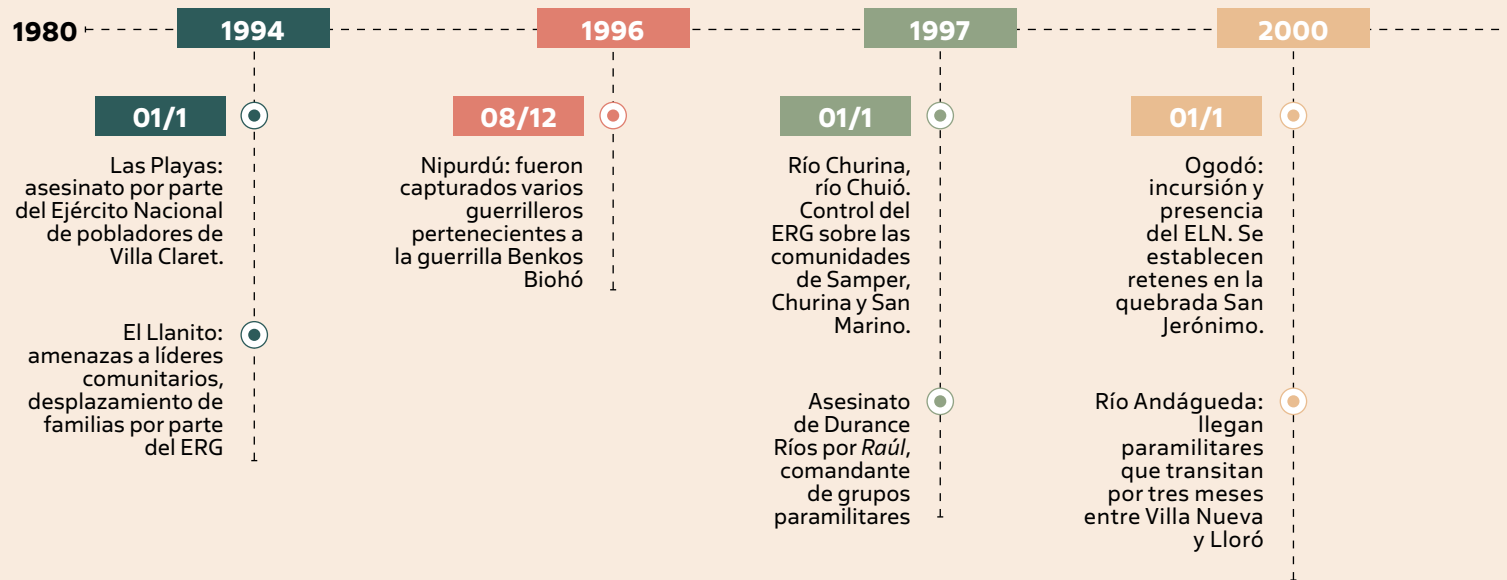 1980
1994
01/1
Las Playas:
asesinato por parte
del Ejército Nacional
de pobladores de
Villa Claret.
El Llanito:
amenazas a líderes
comunitarios,
desplazamiento de
familias por parte
del ERG
1996
08/12
Nipurdú: fueron
capturados varios
guerrilleros
pertenecientes a
la guerrilla Benkos
Biohó
1997
01/1
Río Churina,
río Chuió.
Control del
ERG sobre las
comunidades
de Samper,
Churina y San
Marino.
Asesinato
de Durance
Ríos por Raúl,
comandante
de grupos
paramilitares
2000
01/1
Ogodó:
incursión y
presencia
del ELN. Se
establecen
retenes en la
quebrada San
Jerónimo.
Río Andágueda:
llegan
paramilitares
que transitan
por tres meses
entre Villa Nueva
y Lloró